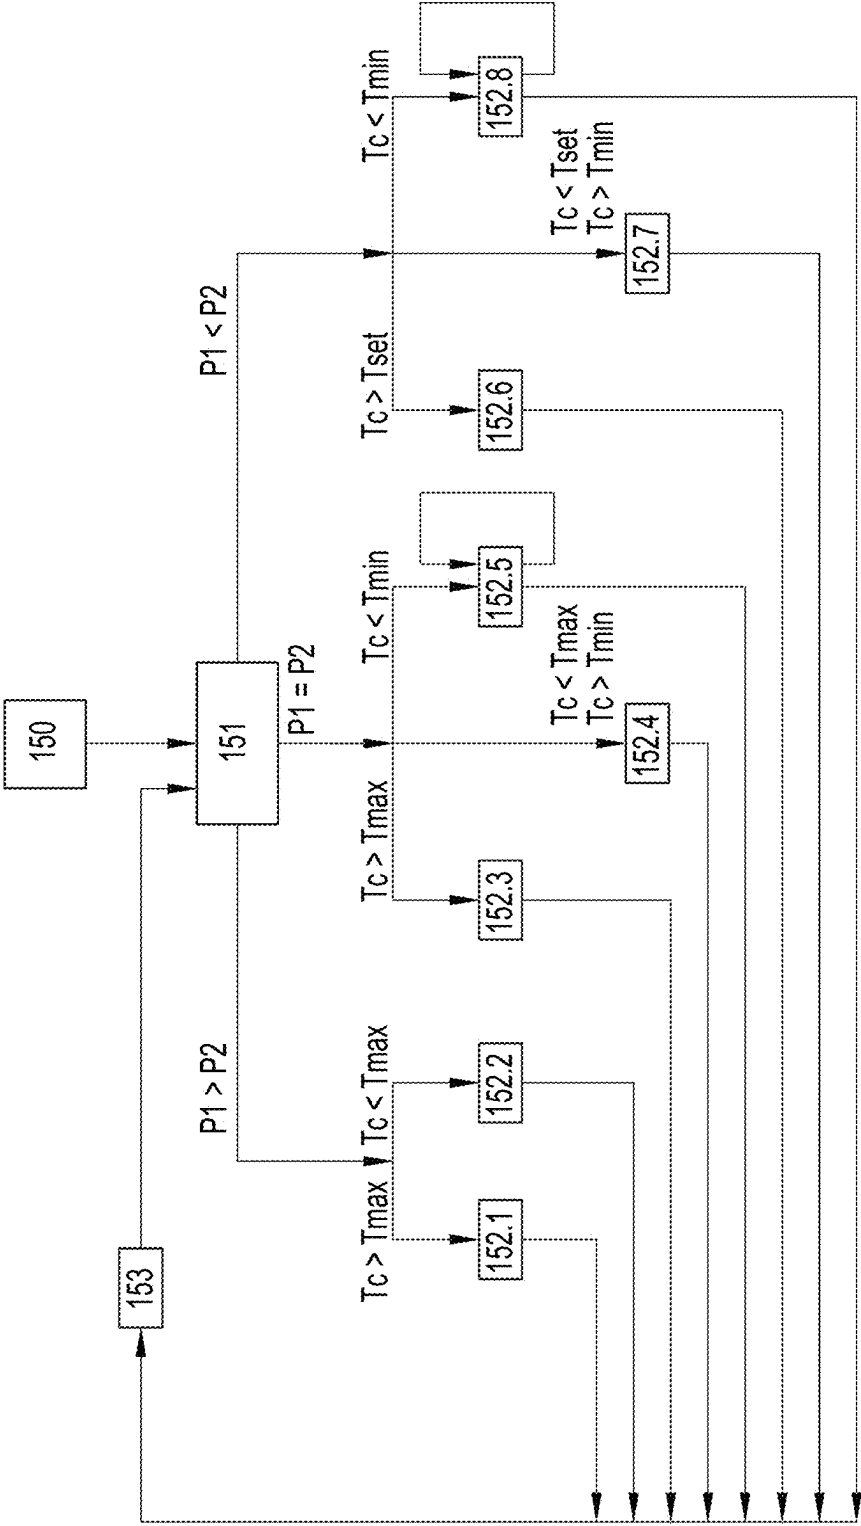 150
153
151
P1 > P2
P1 = P2
P1 < P2
Tc > Tmax
Tc < Tmax
Tc > Tmax
Tc < Tmin
Tc > Tset
Tc < Tmin
152.1
152.2
152.3
152.5
152.6
152.8
Tc < Tmax
Tc > Tmin
Tc < Tset
Tc > Tmin
152.4
152.7